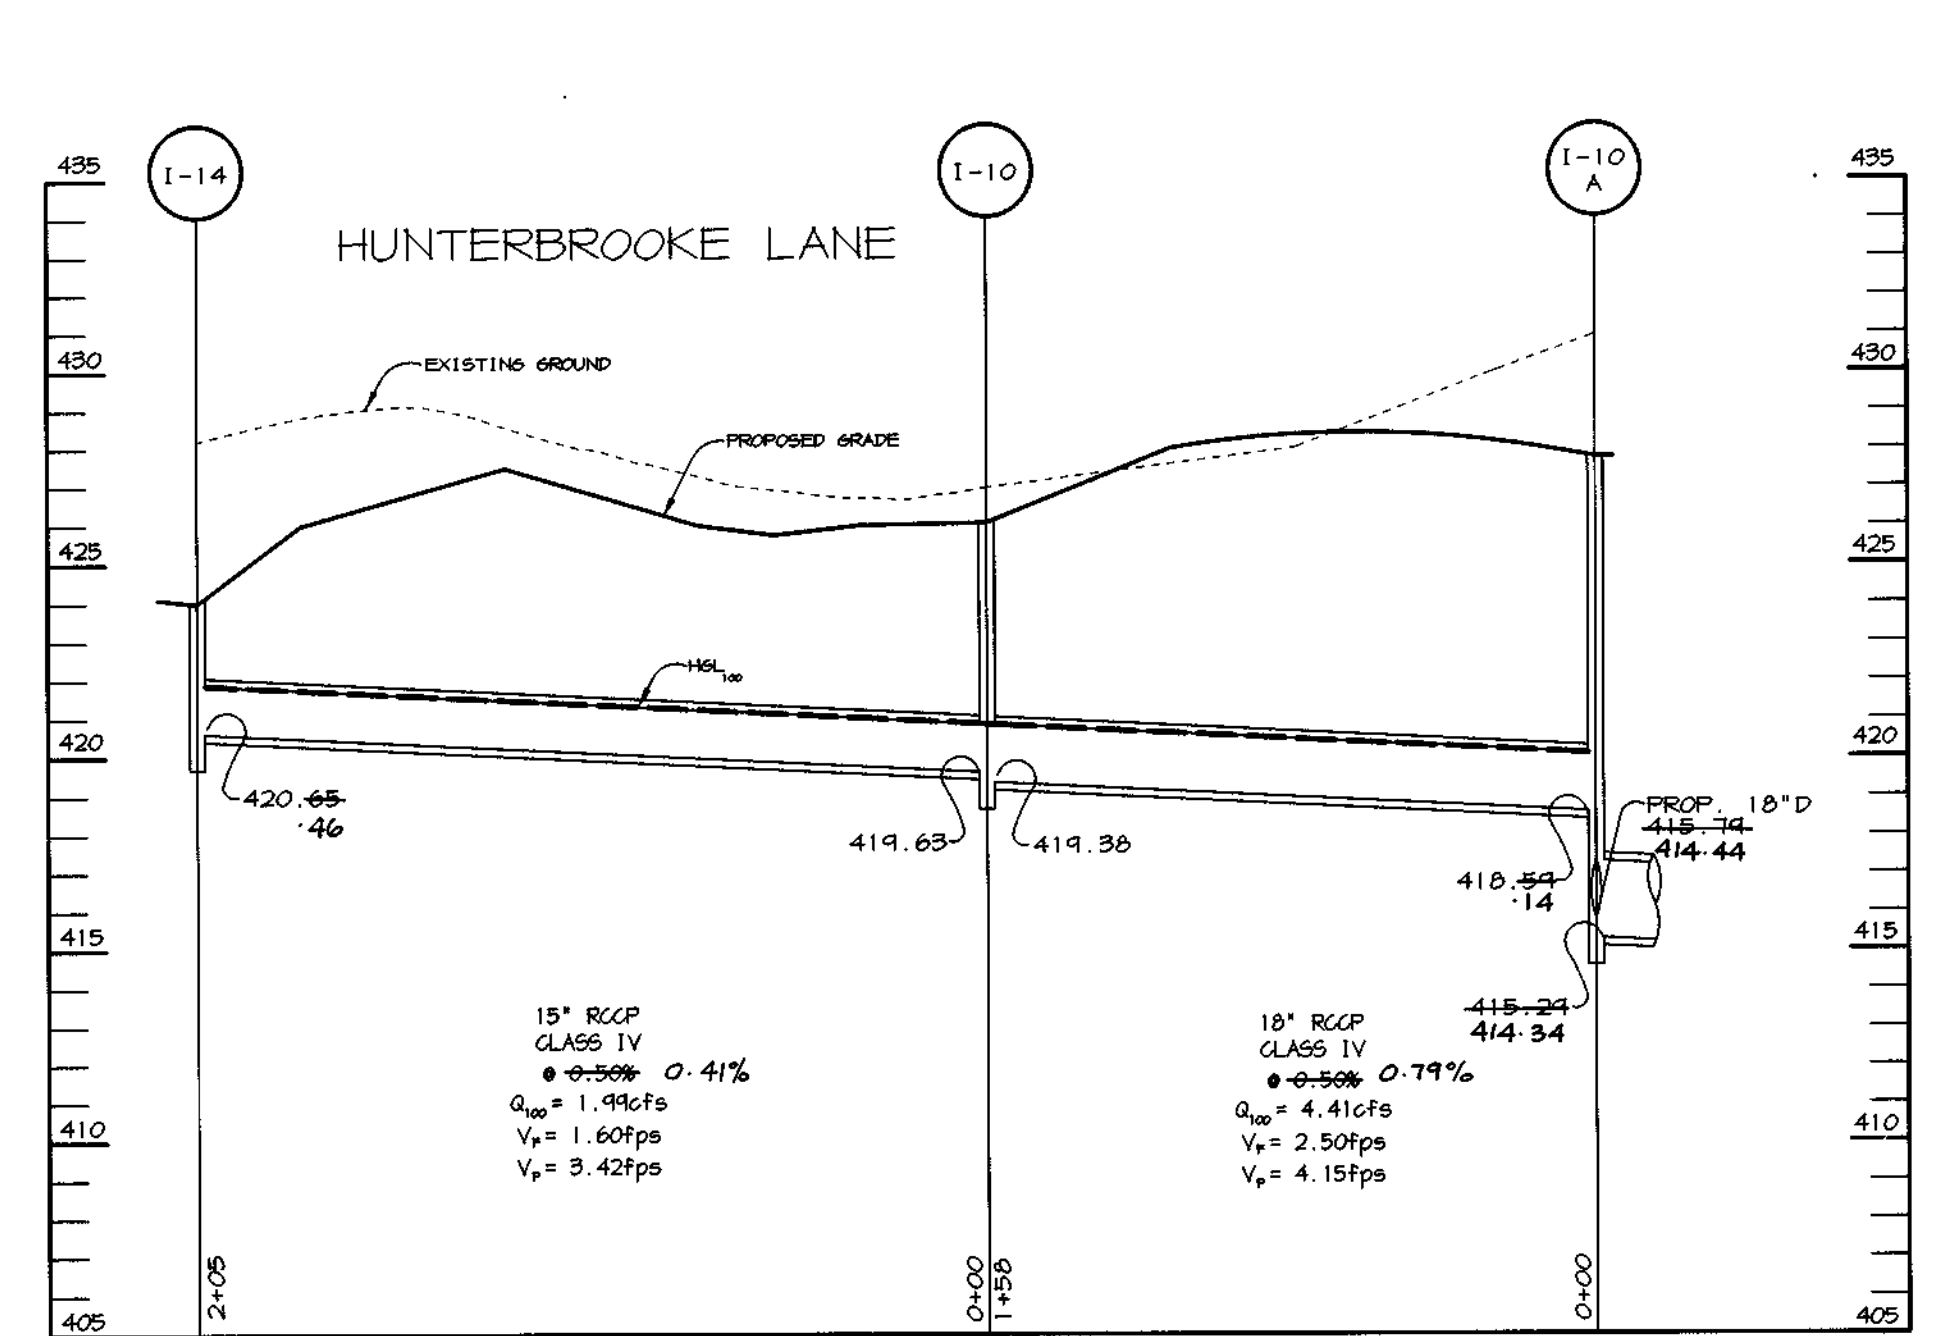 I-14
I-10
I-10
A
435
435
HUNTERBROOKE LANE
430
EXISTING GROUND
430
PROPOSED GRADE
425
425
HGL100
420
420
420.65
.46
419.63
419.38
PROP. 18"D
415.79
414.44
418.59
.14
415
415
415.29
414.34
15" RCCP
CLASS IV
@ 0.50% 0.41%
Q100 = 1.99cfs
VF = 1.60fps
VP = 3.42fps
18" RCCP
CLASS IV
@ 0.50% 0.79%
Q100 = 4.41cfs
VF = 2.50fps
VP = 4.15fps
410
410
2+05
0+00
1+58
0+00
405
405